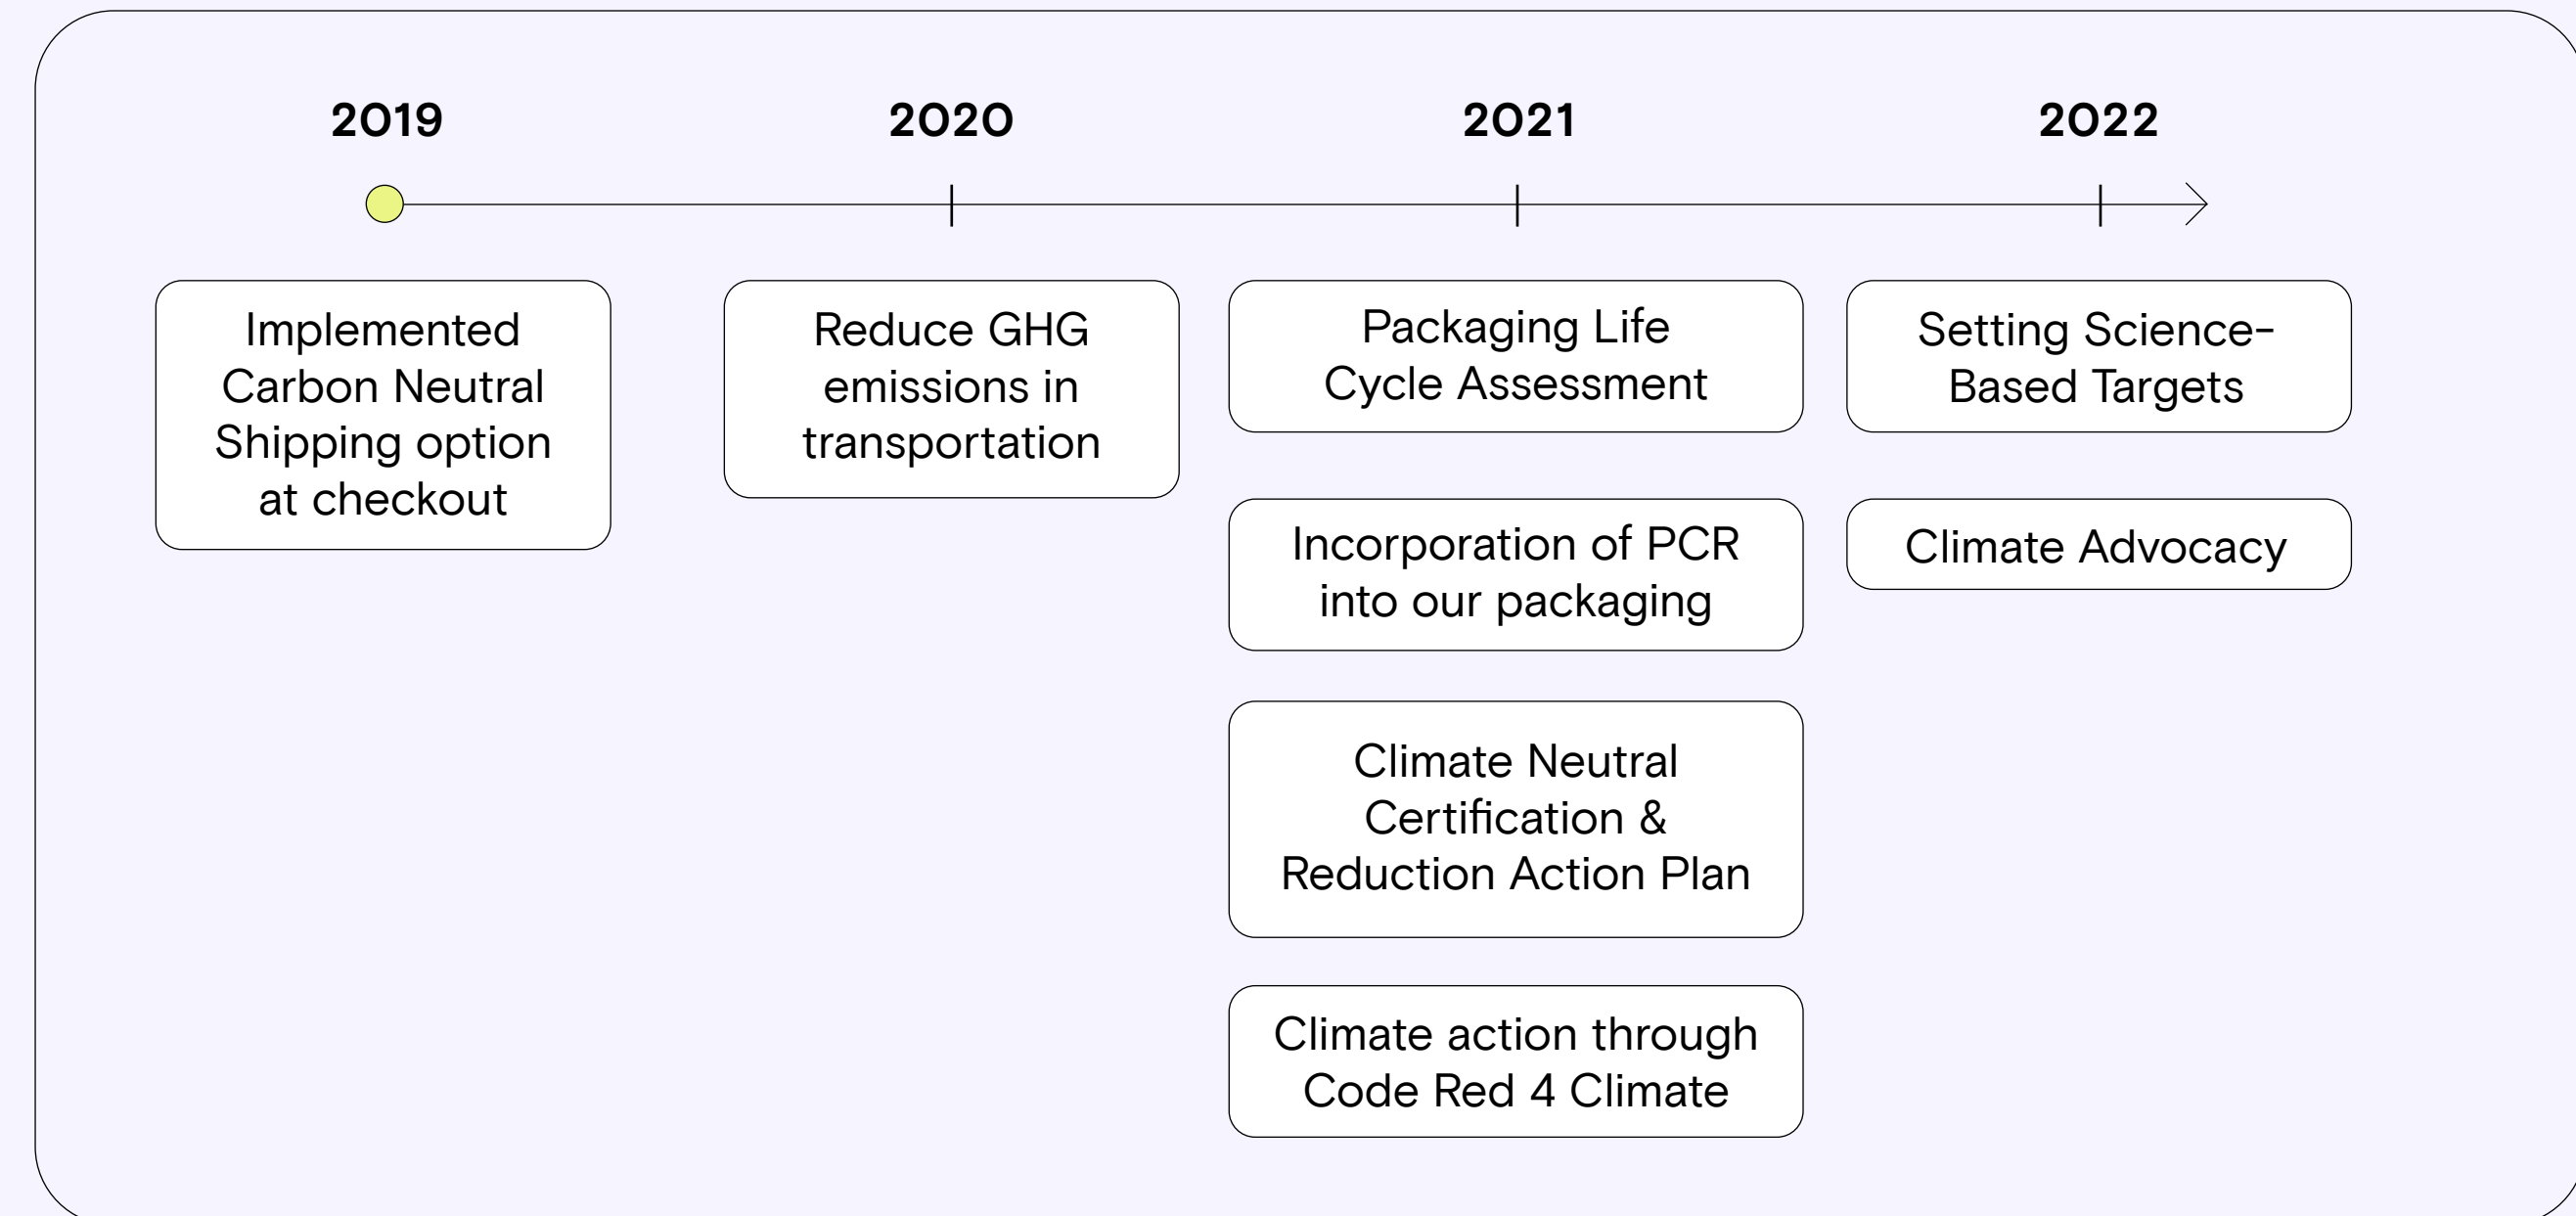 2019
2020
2021
2022
Implemented
Carbon Neutral
Shipping option
at checkout
Reduce GHG
emissions in
transportation
Packaging Life
Cycle Assessment
Incorporation of PCR
into our packaging
Climate Neutral
Certification &
Reduction Action Plan
Climate action through
Code Red 4 Climate
Setting Science-
Based Targets
Climate Advocacy